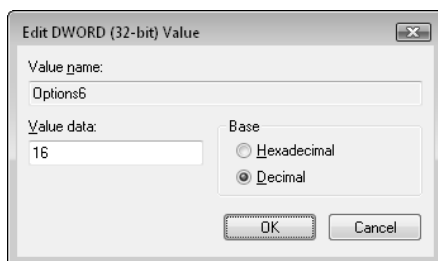 Edit DWORD (32-bit) Value
Value name:
Options6
Value data:
16
Base
Hexadecimal
Decimal
OK
Cancel